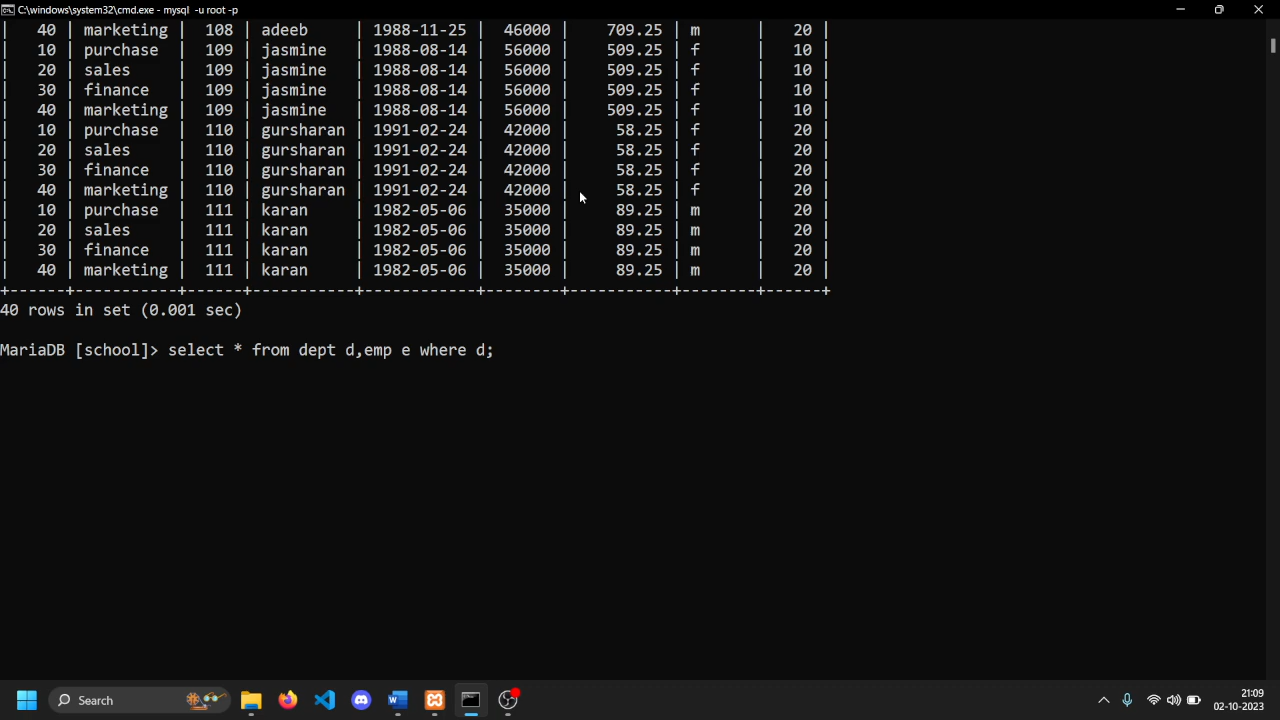 C:\windows\system32\cmd.exe - mysql -u root -p
| 40 | marketing | 108 | adeeb | 1988-11-25 | 46000 | 709.25 | m | 20 |
| 10 | purchase | 109 | jasmine | 1988-08-14 | 56000 | 509.25 | f | 10 |
| 20 | sales | 109 | jasmine | 1988-08-14 | 56000 | 509.25 | f | 10 |
| 30 | finance | 109 | jasmine | 1988-08-14 | 56000 | 509.25 | f | 10 |
| 40 | marketing | 109 | jasmine | 1988-08-14 | 56000 | 509.25 | f | 10 |
| 10 | purchase | 110 | gursharan | 1991-02-24 | 42000 | 58.25 | f | 20 |
| 20 | sales | 110 | gursharan | 1991-02-24 | 42000 | 58.25 | f | 20 |
| 30 | finance | 110 | gursharan | 1991-02-24 | 42000 | 58.25 | f | 20 |
| 40 | marketing | 110 | gursharan | 1991-02-24 | 42000 | 58.25 | f | 20 |
| 10 | purchase | 111 | karan | 1982-05-06 | 35000 | 89.25 | m | 20 |
| 20 | sales | 111 | karan | 1982-05-06 | 35000 | 89.25 | m | 20 |
| 30 | finance | 111 | karan | 1982-05-06 | 35000 | 89.25 | m | 20 |
| 40 | marketing | 111 | karan | 1982-05-06 | 35000 | 89.25 | m | 20 |
+------+-----------+------+-----------+------------+-------+-----------+--------+------+
40 rows in set (0.001 sec)
MariaDB [school]> select * from dept d,emp e where d;
Search
21:09
02-10-2023